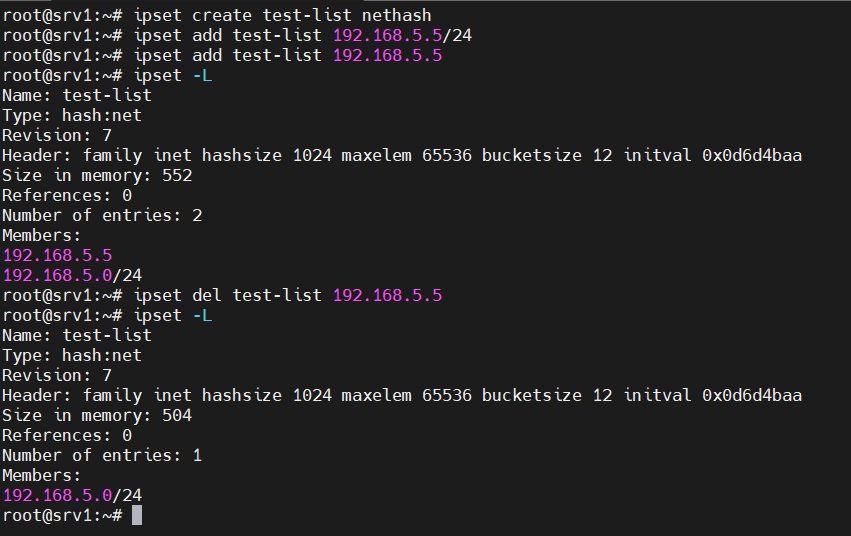 root@srv1:~# ipset create test-list nethash
root@srv1:~# ipset add test-list 192.168.5.5/24
root@srv1:~# ipset add test-list 192.168.5.5
root@srv1:~# ipset -L
Name: test-list
Type: hash:net
Revision: 7
Header: family inet hashsize 1024 maxelem 65536 bucketsize 12 initval 0x0d6d4baa
Size in memory: 552
References: 0
Number of entries: 2
Members:
192.168.5.5
192.168.5.0/24
root@srv1:~# ipset del test-list 192.168.5.5
root@srv1:~# ipset -L
Name: test-list
Type: hash:net
Revision: 7
Header: family inet hashsize 1024 maxelem 65536 bucketsize 12 initval 0x0d6d4baa
Size in memory: 504
References: 0
Number of entries: 1
Members:
192.168.5.0/24
root@srv1:~#